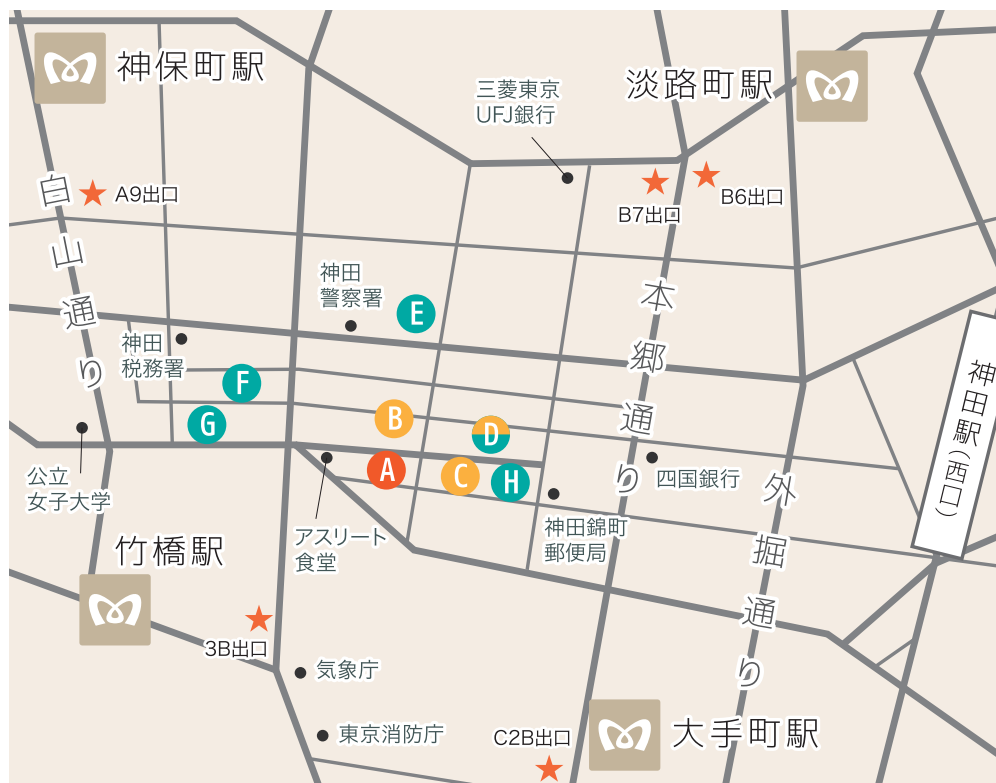 神保町駅
淡路町駅
三菱東京
UFJ銀行
A9出口
B7出口
B6出口
白山通り
神田
警察署
E
本郷通り
神田
税務署
F
神田駅(西口)
B
G
D
A
C
H
公立
女子大学
アスリート
食堂
神田錦町
郵便局
四国銀行
外堀通り
竹橋駅
3B出口
気象庁
東京消防庁
C2B出口
大手町駅